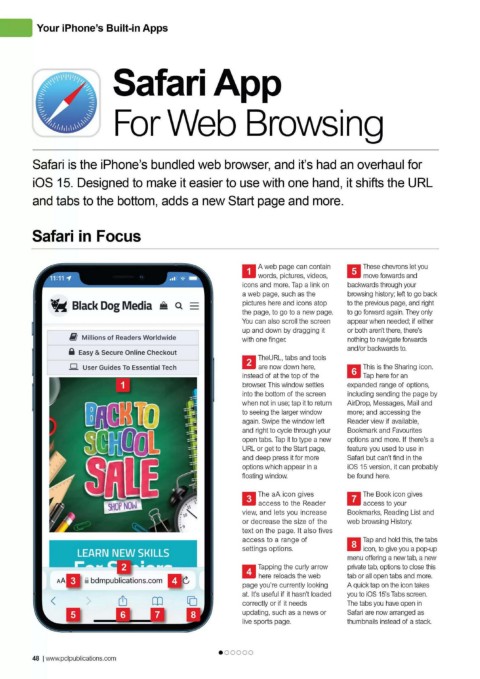 Your iPhone's Built-in Apps
Safari App
For Web Browsing
Safari is the iPhone's bundled web browser, and it's had an overhaul for
iOS 15. Designed to make it easier to use with one hand, it shifts the URL
and tabs to the bottom, adds a new Start page and more.
Safari in Focus
11:11
Black Dog Media
Millions of Readers Worldwide
Easy & Secure Online Checkout
User Guides To Essential Tech
1
BACK TO
SCHOOL
SALE
SHOP NOW
LEARN NEW SKILLS
For Seniors
2
AA 3 bdmpublications.com 4
5 6 7 8
1 A web page can contain
words, pictures, videos,
icons and more. Tap a link on
a web page, such as the
pictures here and icons atop
the page, to go to a new page.
You can also scroll the screen
up and down by dragging it
with one finger.
2 TheURL, tabs and tools
are now down here,
instead of at the top of the
browser. This window settles
into the bottom of the screen
when not in use; tap it to return
to seeing the larger window
again. Swipe the window left
and right to cycle through your
open tabs. Tap it to type a new
URL or get to the Start page,
and deep press it for more
options which appear in a
floating window.
3 The aA icon gives
access to the Reader
view, and lets you increase
or decrease the size of the
text on the page. It also fives
access to a range of
settings options.
4 Tapping the curly arrow
here reloads the web
page you're currently looking
at. It's useful if it hasn't loaded
correctly or if it needs
updating, such as a news or
live sports page.
5 These chevrons let you
move forwards and
backwards through your
browsing history; left to go back
to the previous page, and right
to go forward again. They only
appear when needed; if either
or both aren't there, there's
nothing to navigate forwards
and/or backwards to.
6 This is the Sharing icon.
Tap here for an
expanded range of options,
including sending the page by
AirDrop, Messages, Mail and
more; and accessing the
Reader view if available,
Bookmark and Favourites
options and more. If there's a
feature you used to use in
Safari but can't find in the
iOS 15 version, it can probably
be found here.
7 The Book icon gives
access to your
Bookmarks, Reading List and
web browsing History.
8 Tap and hold this, the tabs
icon, to give you a pop-up
menu offering a new tab, a new
private tab, options to close this
tab or all open tabs and more.
A quick tap on the icon takes
you to iOS 15's Tabs screen.
The tabs you have open in
Safari are now arranged as
thumbnails instead of a stack.
48 | www.pclpublications.com